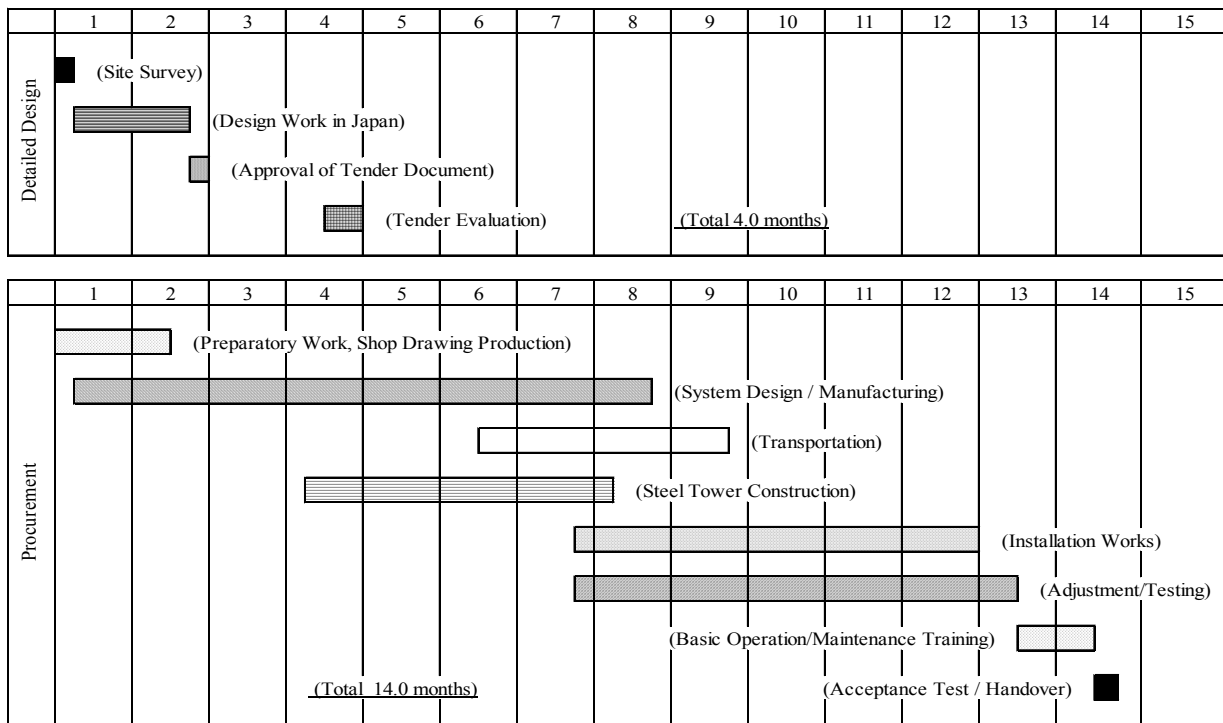 1 2 3 4 5 6 7 8 9 10 11 12 13 14 15
Detailed Design
(Site Survey)
(Design Work in Japan)
(Approval of Tender Document)
(Tender Evaluation) (Total 4.0 months)
1 2 3 4 5 6 7 8 9 10 11 12 13 14 15
Procurement
(Preparatory Work, Shop Drawing Production)
(System Design / Manufacturing)
(Transportation)
(Steel Tower Construction)
(Installation Works)
(Adjustment/Testing)
(Basic Operation/Maintenance Training)
(Total 14.0 months) (Acceptance Test / Handover)